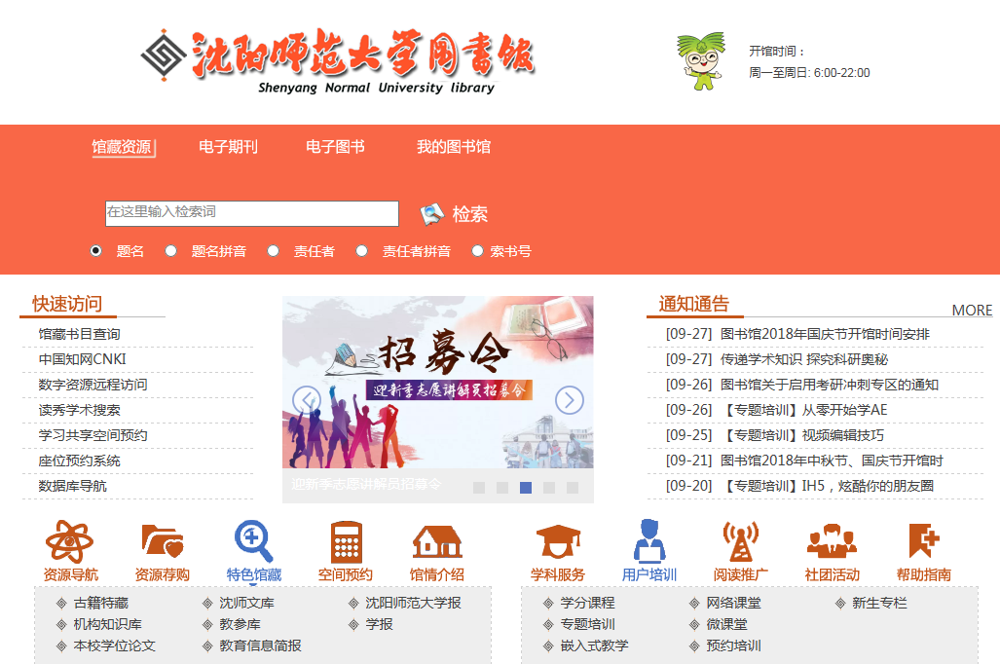 沈阳师范大学图书馆
Shenyang Normal University library
开馆时间：
周一至周日: 6:00-22:00
馆藏资源 电子期刊 电子图书 我的图书馆
在这里输入检索词 检索
题名 题名拼音 责任者 责任者拼音 索书号
快速访问
馆藏书目查询
中国知网CNKI
数字资源远程访问
读秀学术搜索
学习共享空间预约
座位预约系统
数据库导航
招募令
迎新季志愿讲解员招募令
迎新季志愿讲解员招募令
通知通告 MORE
[09-27] 图书馆2018年国庆节开馆时间安排
[09-27] 传递学术知识 探究科研奥秘
[09-26] 图书馆关于启用考研冲刺专区的通知
[09-26] 【专题培训】从零开始学AE
[09-25] 【专题培训】视频编辑技巧
[09-21] 图书馆2018年中秋节、国庆节开馆时
[09-20] 【专题培训】IH5，炫酷你的朋友圈
资源导航 资源荐购 特色馆藏 空间预约 馆情介绍
古籍特藏 沈师文库 沈阳师范大学学报
机构知识库 教参库 学报
本校学位论文 教育信息简报
学科服务 用户培训 阅读推广 社团活动 帮助指南
学分课程 网络课堂 新生专栏
专题培训 微课堂
嵌入式教学 预约培训